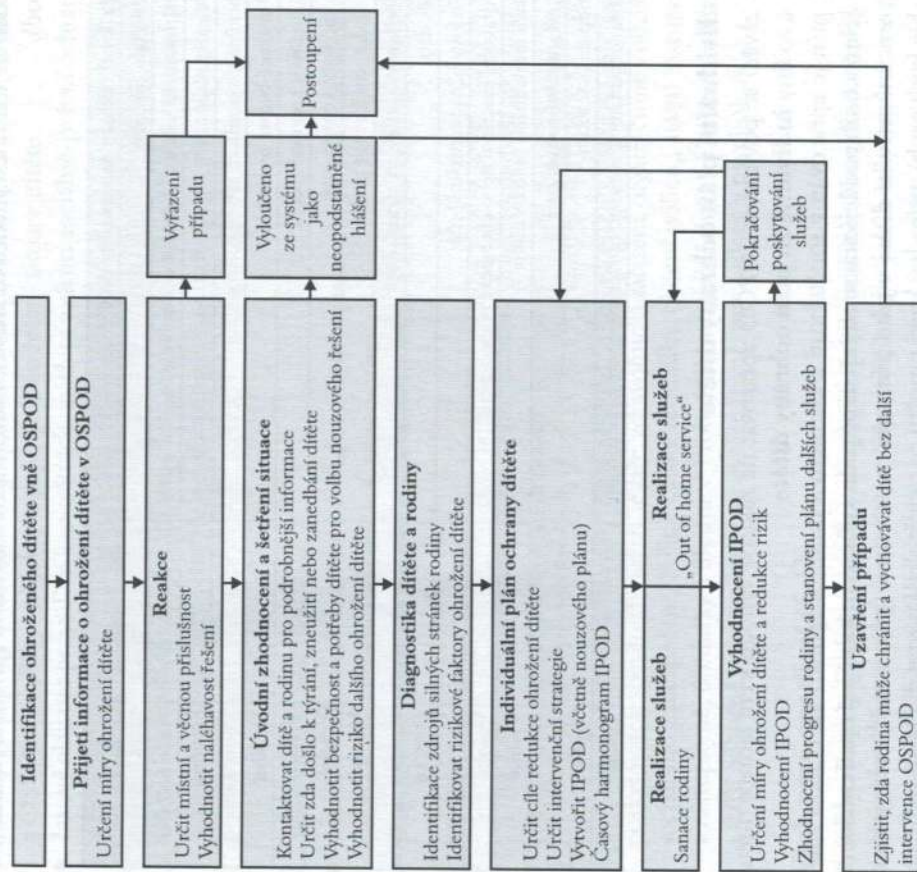 Identifikace ohroženého dítěte vně OSPOD
Přijetí informace o ohrožení dítěte v OSPOD
Určení míry ohrožení dítěte
Reakce
Určit místní a věcnou příslušnost
Vyhodnotit naléhavost řešení
Vyřazení
případu
Postoupení
Úvodní zhodnocení a šetření situace
Kontaktovat dítě a rodinu pro podrobnější informace
Určit zda došlo k týrání, zneužití nebo zanedbání dítěte
Vyhodnotit bezpečnost a potřeby dítěte pro volbu nouzového řešení
Vyhodnotit riziko dalšího ohrožení dítěte
Vyloučeno
ze systému
jako
neopodstatněné
hlášení
Diagnostika dítěte a rodiny
Identifikace zdrojů silných stránek rodiny
Identifikovat rizikové faktory ohrožení dítěte
Individuální plán ochrany dítěte
Určit cíle redukce ohrožení dítěte
Určit intervenční strategie
Vytvořit IPOD (včetně nouzového plánu)
Časový harmonogram IPOD
Realizace služeb
Sanace rodiny
Realizace služeb
„Out of home service“
Vyhodnocení IPOD
Určení míry ohrožení dítěte a redukce rizik
Vyhodnocení IPOD
Zhodnocení progresu rodiny a stanovení plánu dalších služeb
Pokračování
poskytování
služeb
Uzavření případu
Zjistit, zda rodina může chránit a vychovávat dítě bez další
intervence OSPOD